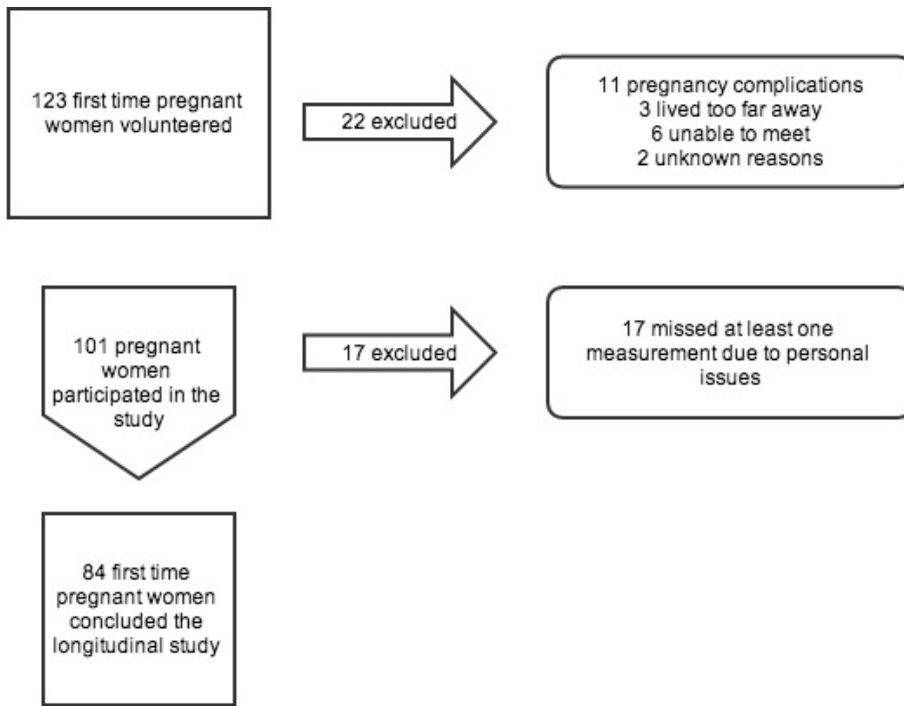 123 first time pregnant
women volunteered
22 excluded
11 pregnancy complications
3 lived too far away
6 unable to meet
2 unknown reasons
101 pregnant
women
participated in the
study
17 excluded
17 missed at least one
measurement due to personal
issues
84 first time
pregnant women
concluded the
longitudinal study